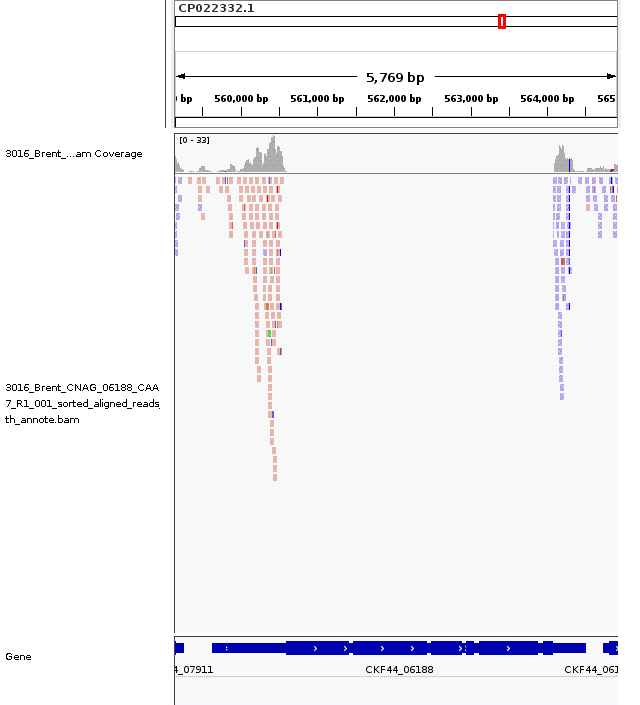 CP022332.1
5,769 bp
) bp 560,000 bp 561,000 bp 562,000 bp 563,000 bp 564,000 bp 565
[0 - 33]
3016_Brent_...am Coverage
3016_Brent_CNAG_06188_CAA
7_R1_001_sorted_aligned_reads_
th_annote.bam
Gene
4_07911 CKF44_06188 CKF44_061